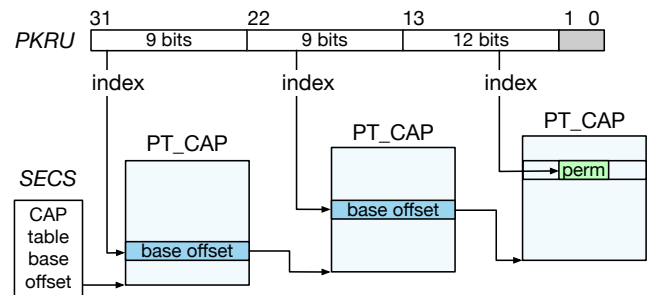 31 22 13 1 0
PKRU 9 bits 9 bits 12 bits
index index index
PT_CAP PT_CAP PT_CAP
SECS
CAP
table
base
offset
base offset
base offset
perm